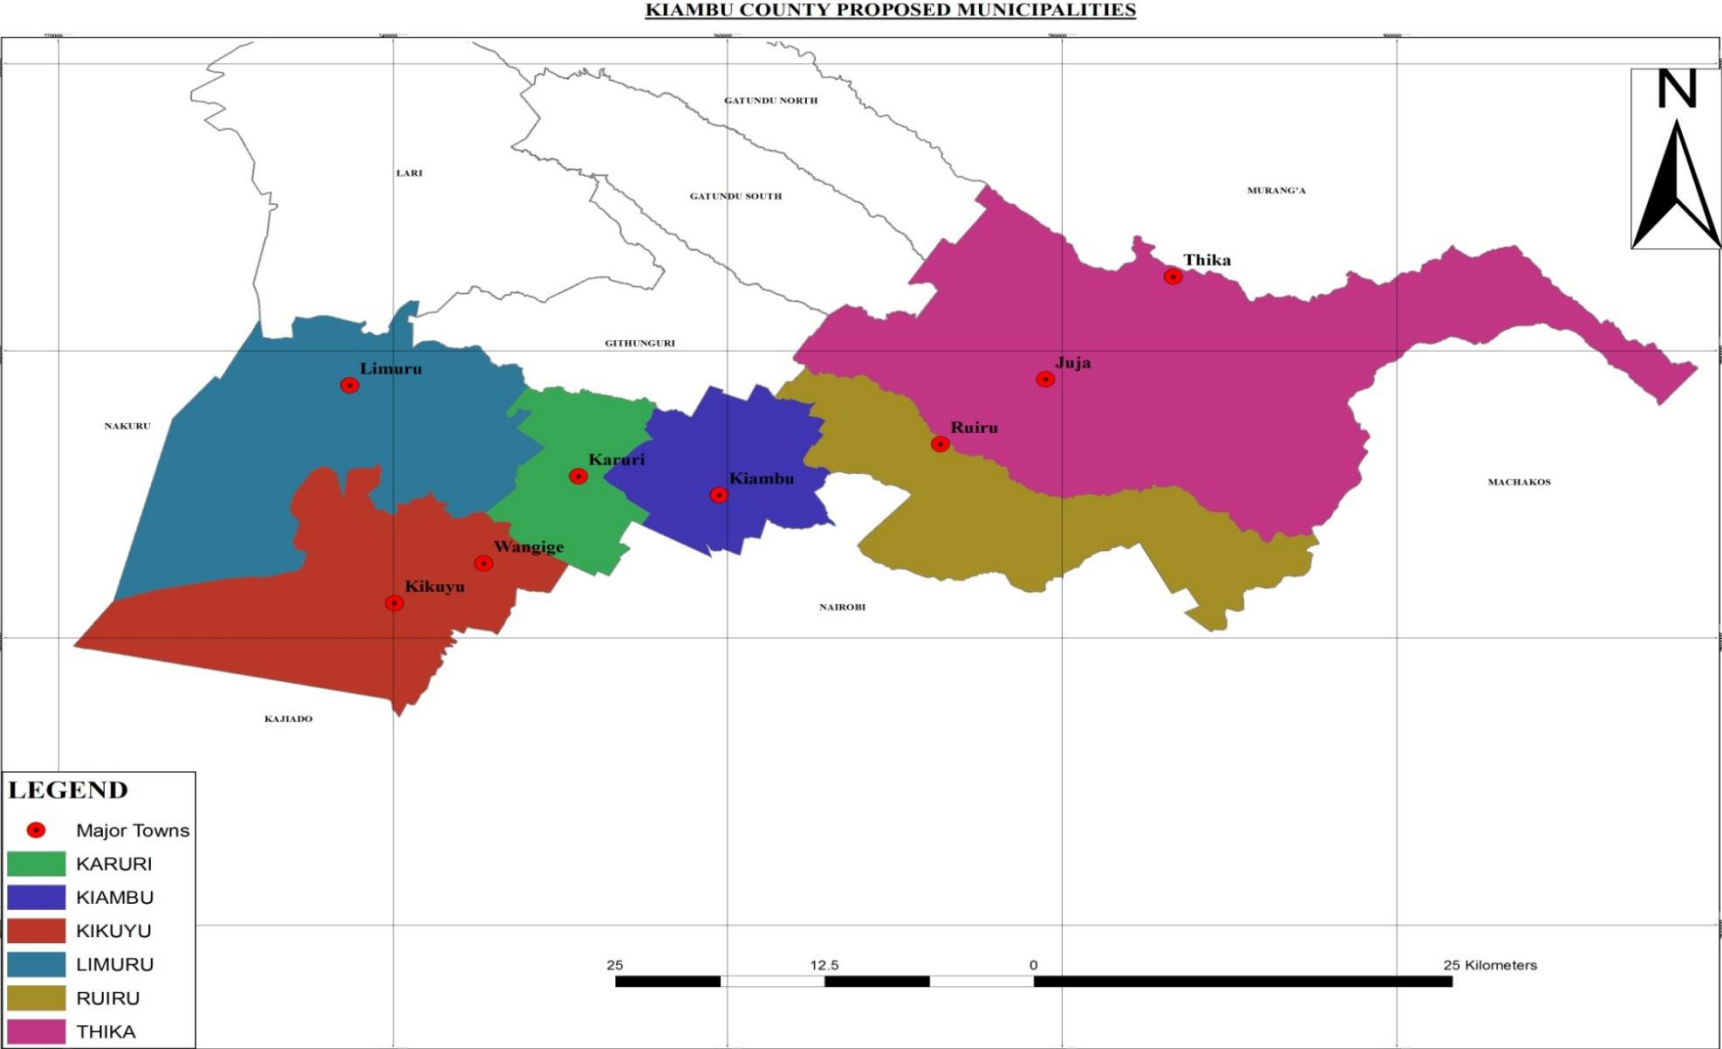 KIAMBU COUNTY PROPOSED MUNICIPALITIES
N
GATUNDU NORTH
LARI
GATUNDU SOUTH
MURANG'A
Thika
GITHUNGURI
Limuru
Juja
NAKURU
Ruiru
Karuri
Kiambu
MACHAKOS
Wangige
Kikuyu
NAIROBI
KAJIADO
LEGEND
Major Towns
KARURI
KIAMBU
KIKUYU
LIMURU
RUIRU
THIKA
25 12.5 0 25 Kilometers